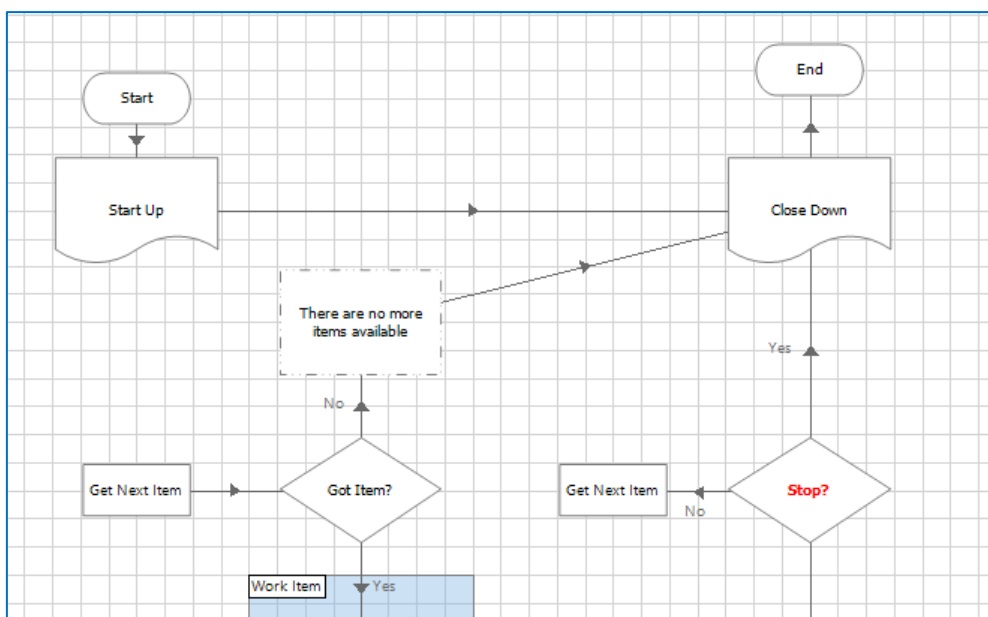 End
Start
Start Up
Close Down
There are no more
items available
Yes
No
Get Next Item
Got Item?
Get Next Item
Stop?
No
Work Item
Yes